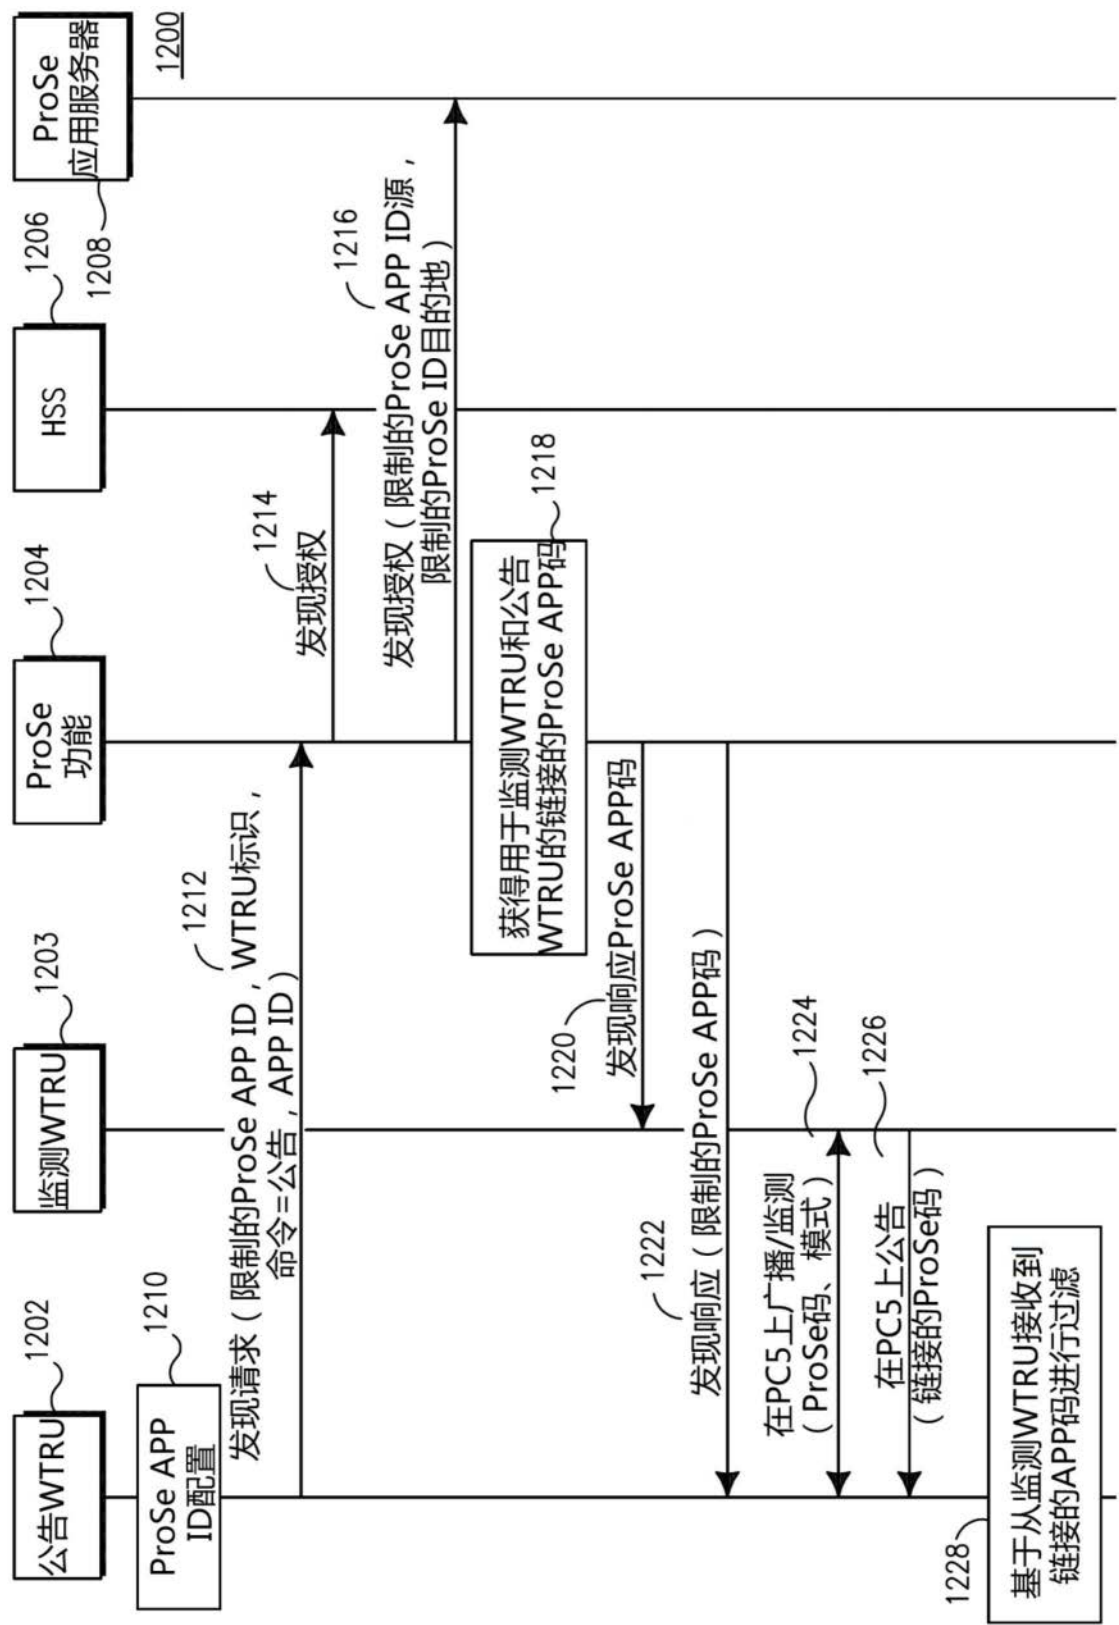 公告WTRU
1202
监测WTRU
1203
ProSe
功能
1204
HSS
1206
ProSe
应用服务器
1208
1200
ProSe APP
ID配置
1210
发现请求（限制的ProSe APP ID，WTRU标识，
命令=公告，APP ID）
1212
发现授权
1214
发现授权（限制的ProSe APP ID源，
限制的ProSe ID目的地）
1216
获得用于监测WTRU和公告
WTRU的链接的ProSe APP码
1218
发现响应ProSe APP码
1220
发现响应（限制的ProSe APP码）
1222
在PC5上广播/监测
（ProSe码、模式）
1224
在PC5上公告
（链接的ProSe码）
1226
基于从监测WTRU接收到
链接的APP码进行过滤
1228